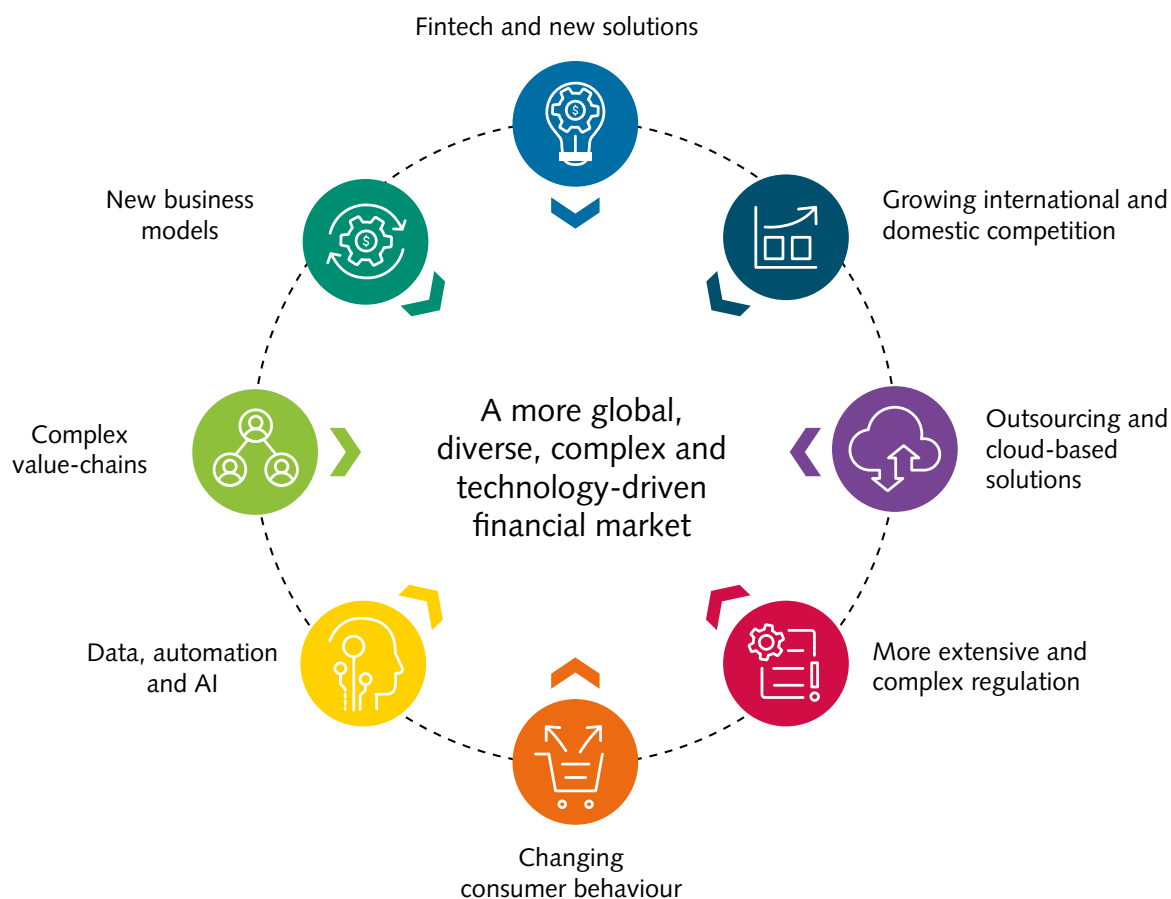 Fintech and new solutions
New business
models
Growing international and
domestic competition
Complex
value-chains
A more global,
diverse, complex and
technology-driven
financial market
Outsourcing and
cloud-based
solutions
Data, automation
and AI
More extensive and
complex regulation
Changing
consumer behaviour
$
$